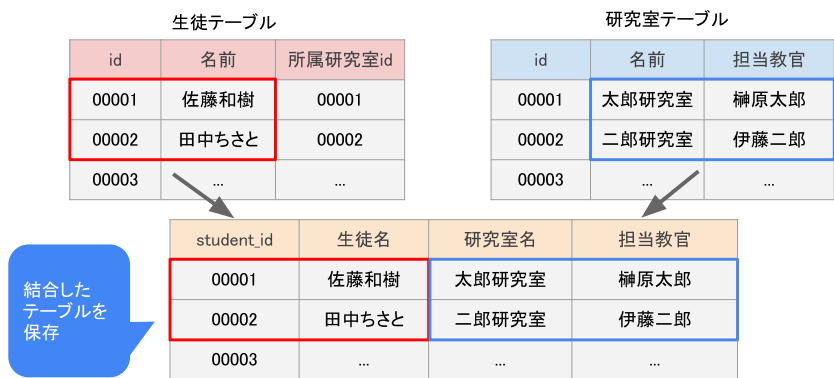 生徒テーブル
id 名前 所属研究室id
00001 佐藤和樹 00001
00002 田中ちさと 00002
00003 ... ...
研究室テーブル
id 名前 担当教官
00001 太郎研究室 榊原太郎
00002 二郎研究室 伊藤二郎
00003 ... ...
結合した
テーブルを
保存
student_id 生徒名 研究室名 担当教官
00001 佐藤和樹 太郎研究室 榊原太郎
00002 田中ちさと 二郎研究室 伊藤二郎
00003 ... ... ...